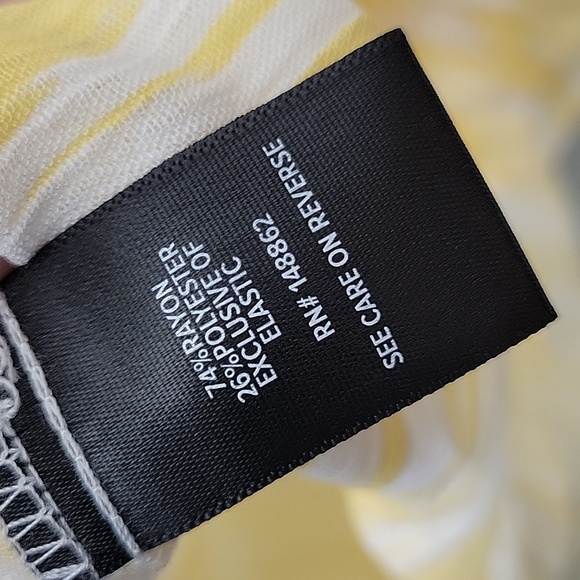 74%RAYON
26%POLYESTER
EXCLUSIVE OF
ELASTIC
RN# 148862
SEE CARE ON REVERSE